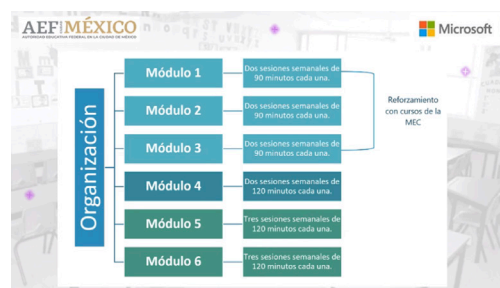 AEF MÉXICO
AUTORIDAD EDUCATIVA FEDERAL EN LA CIUDAD DE MÉXICO
Microsoft
Organización
Módulo 1
Dos sesiones semanales de
90 minutos cada una.
Módulo 2
Dos sesiones semanales de
90 minutos cada una.
Módulo 3
Dos sesiones semanales de
90 minutos cada una.
Reforzamiento
con cursos de la
MEC
Módulo 4
Dos sesiones semanales de
120 minutos cada una.
Módulo 5
Tres sesiones semanales de
120 minutos cada una.
Módulo 6
Tres sesiones semanales de
120 minutos cada una.